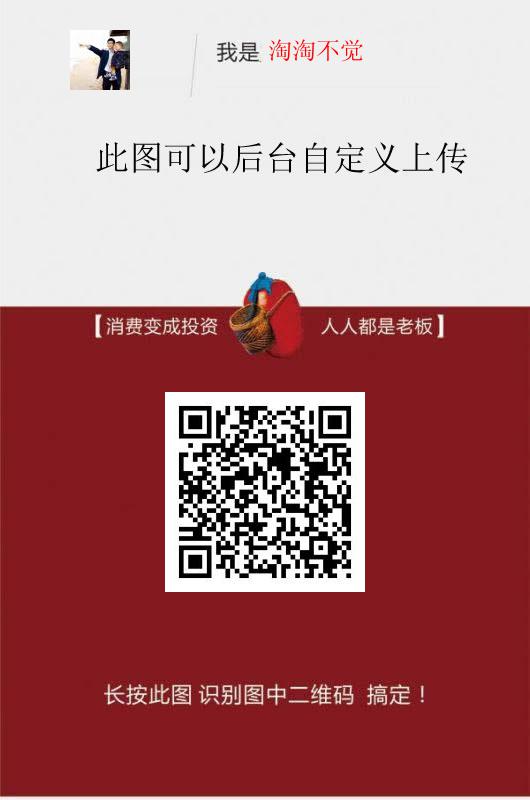 我是 淘淘不觉
此图可以后台自定义上传
【消费变成投资 人人都是老板】
长按此图 识别图中二维码 搞定！